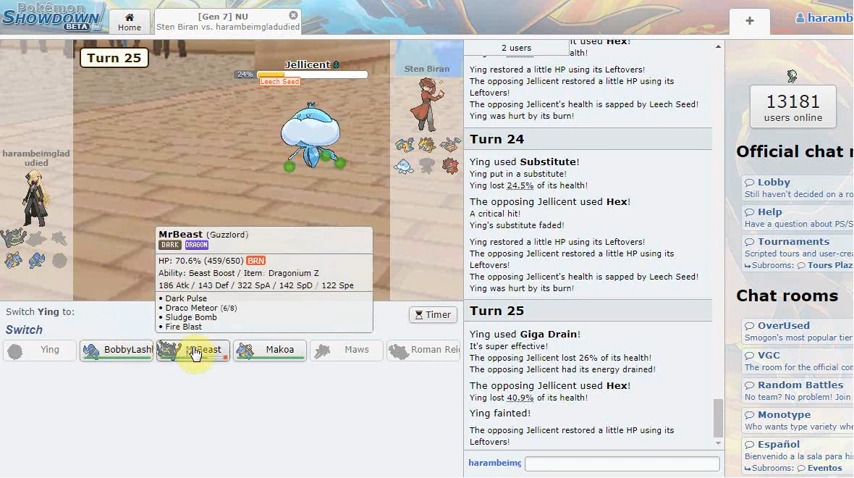 Pokémon
SHOWDOWN
BETA
Home
[Gen 7] NU
Sten Biran vs. harambeimgladudied
+
haramb
Turn 25
Jellicent
24%
Leech Seed
Sten Biran
harambeimglad
udied
MrBeast (Guzzlord)
DARK DRAGON
HP: 70.6% (459/650) BRN
Ability: Beast Boost / Item: Dragonium Z
186 Atk / 143 Def / 322 SpA / 142 SpD / 122 Spe
• Dark Pulse
• Draco Meteor (6/8)
• Sludge Bomb
• Fire Blast
Switch Ying to:
Timer
Switch
Ying
BobbyLash
MrBeast
Makoa
Maws
Roman Rei
2 users
used Hex!
Ying restored a little HP using its Leftovers!
The opposing Jellicent restored a little HP using its
Leftovers!
The opposing Jellicent's health is sapped by Leech Seed!
Ying was hurt by its burn!
Turn 24
Ying used Substitute!
Ying put in a substitute!
Ying lost 24.5% of its health!
The opposing Jellicent used Hex!
A critical hit!
Ying's substitute faded!
Ying restored a little HP using its Leftovers!
The opposing Jellicent restored a little HP using its
Leftovers!
The opposing Jellicent's health is sapped by Leech Seed!
Ying was hurt by its burn!
Turn 25
Ying used Giga Drain!
It's super effective!
The opposing Jellicent lost 26% of its health!
The opposing Jellicent had its energy drained!
The opposing Jellicent used Hex!
Ying lost 40.9% of its health!
Ying fainted!
The opposing Jellicent restored a little HP using its
Leftovers!
harambeimg
13181
users online
Official chat r
Lobby
Still haven't decided on a ro
Help
Have a question about PS/S
Tournaments
Scripted tours and user-crea
Subrooms: Tours Plaz
Chat rooms
OverUsed
Smogon's most popular tier
VGC
The room for the official con
Random Battles
No team? No problem! Join
Monotype
Who wants type variety whe
Español
Bienvenido a la sala para hi
Subrooms: Eventos